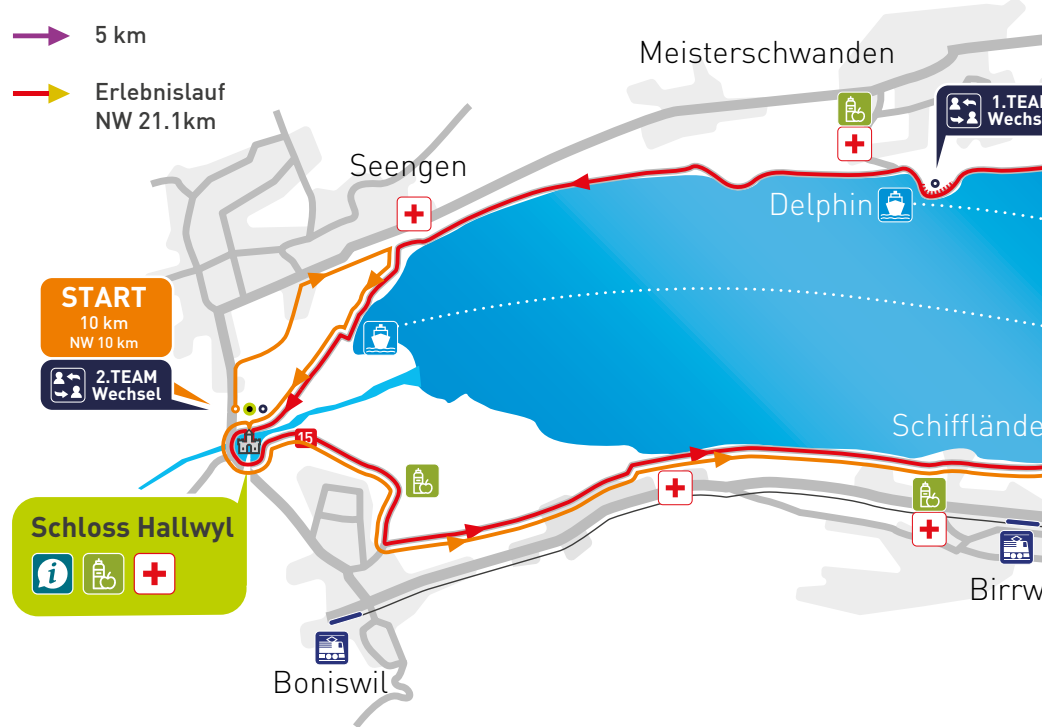 5 km
Erlebnislauf
NW 21.1km
Meisterschwanden
1.TEAM
Wechs
Seengen
Delphin
START
10 km
NW 10 km
2.TEAM
Wechsel
15
Schifflände
Schloss Hallwyl
i
Birrw
Boniswil